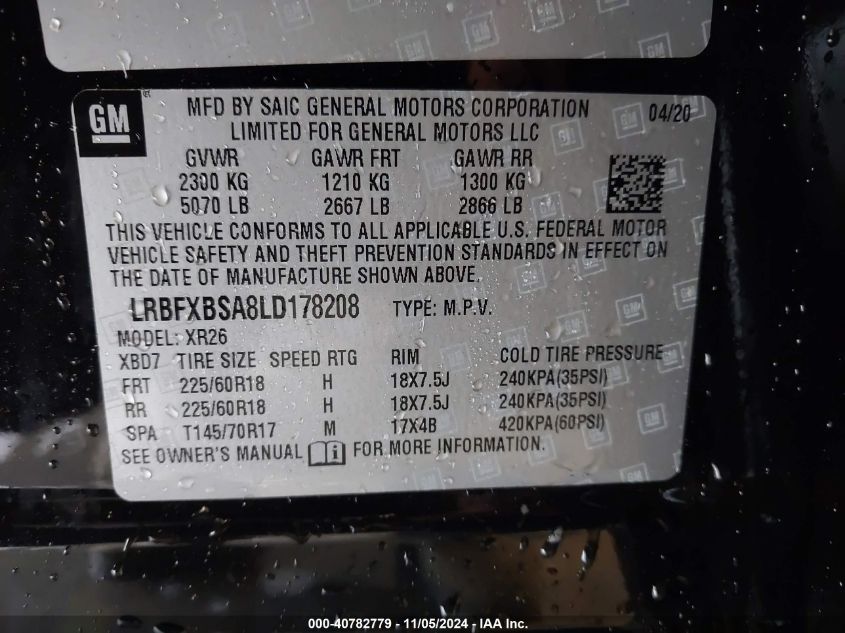 GM
MFD BY SAIC GENERAL MOTORS CORPORATION 04/20
LIMITED FOR GENERAL MOTORS LLC
GVWR GAWR FRT GAWR RR
2300 KG 1210 KG 1300 KG
5070 LB 2667 LB 2866 LB
THIS VEHICLE CONFORMS TO ALL APPLICABLE U.S. FEDERAL MOTOR
VEHICLE SAFETY AND THEFT PREVENTION STANDARDS IN EFFECT ON
THE DATE OF MANUFACTURE SHOWN ABOVE.
LRBFXBSA8LD178208 TYPE: M.P.V.
MODEL: XR26
XBD7 TIRE SIZE SPEED RTG RIM COLD TIRE PRESSURE
FRT 225/60R18 H 18X7.5J 240KPA(35PSI)
RR 225/60R18 H 18X7.5J 240KPA(35PSI)
SPA T145/70R17 M 17X4B 420KPA(60PSI)
SEE OWNER'S MANUAL FOR MORE INFORMATION.
000-40782779 - 11/05/2024 - IAA Inc.